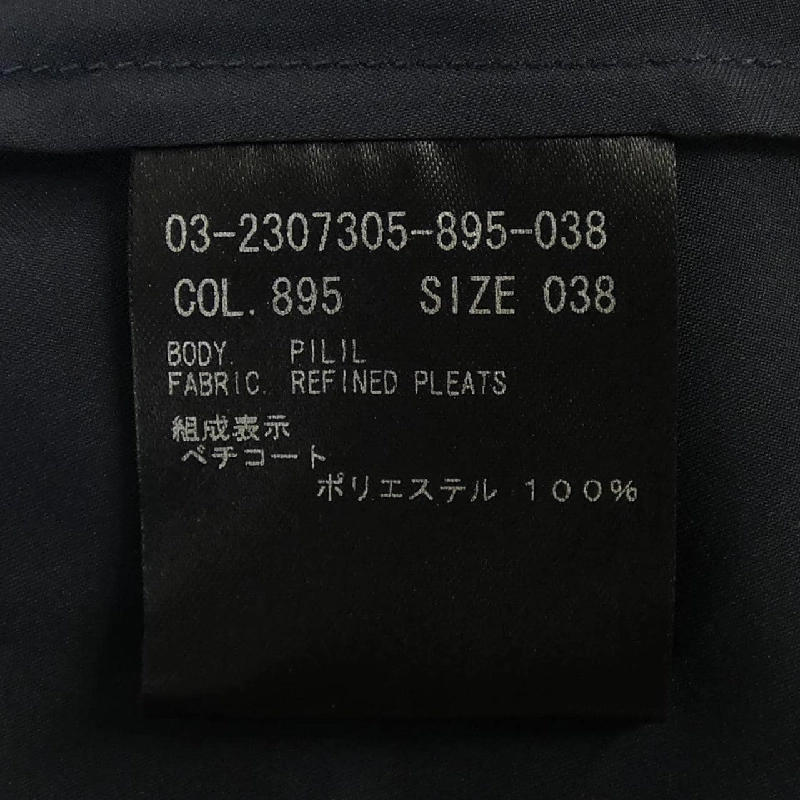 03-2307305-895-038
COL. 895 SIZE 038
BODY. PILIL
FABRIC. REFINED PLEATS
組成表示
ペチコート
ポリエステル 100%